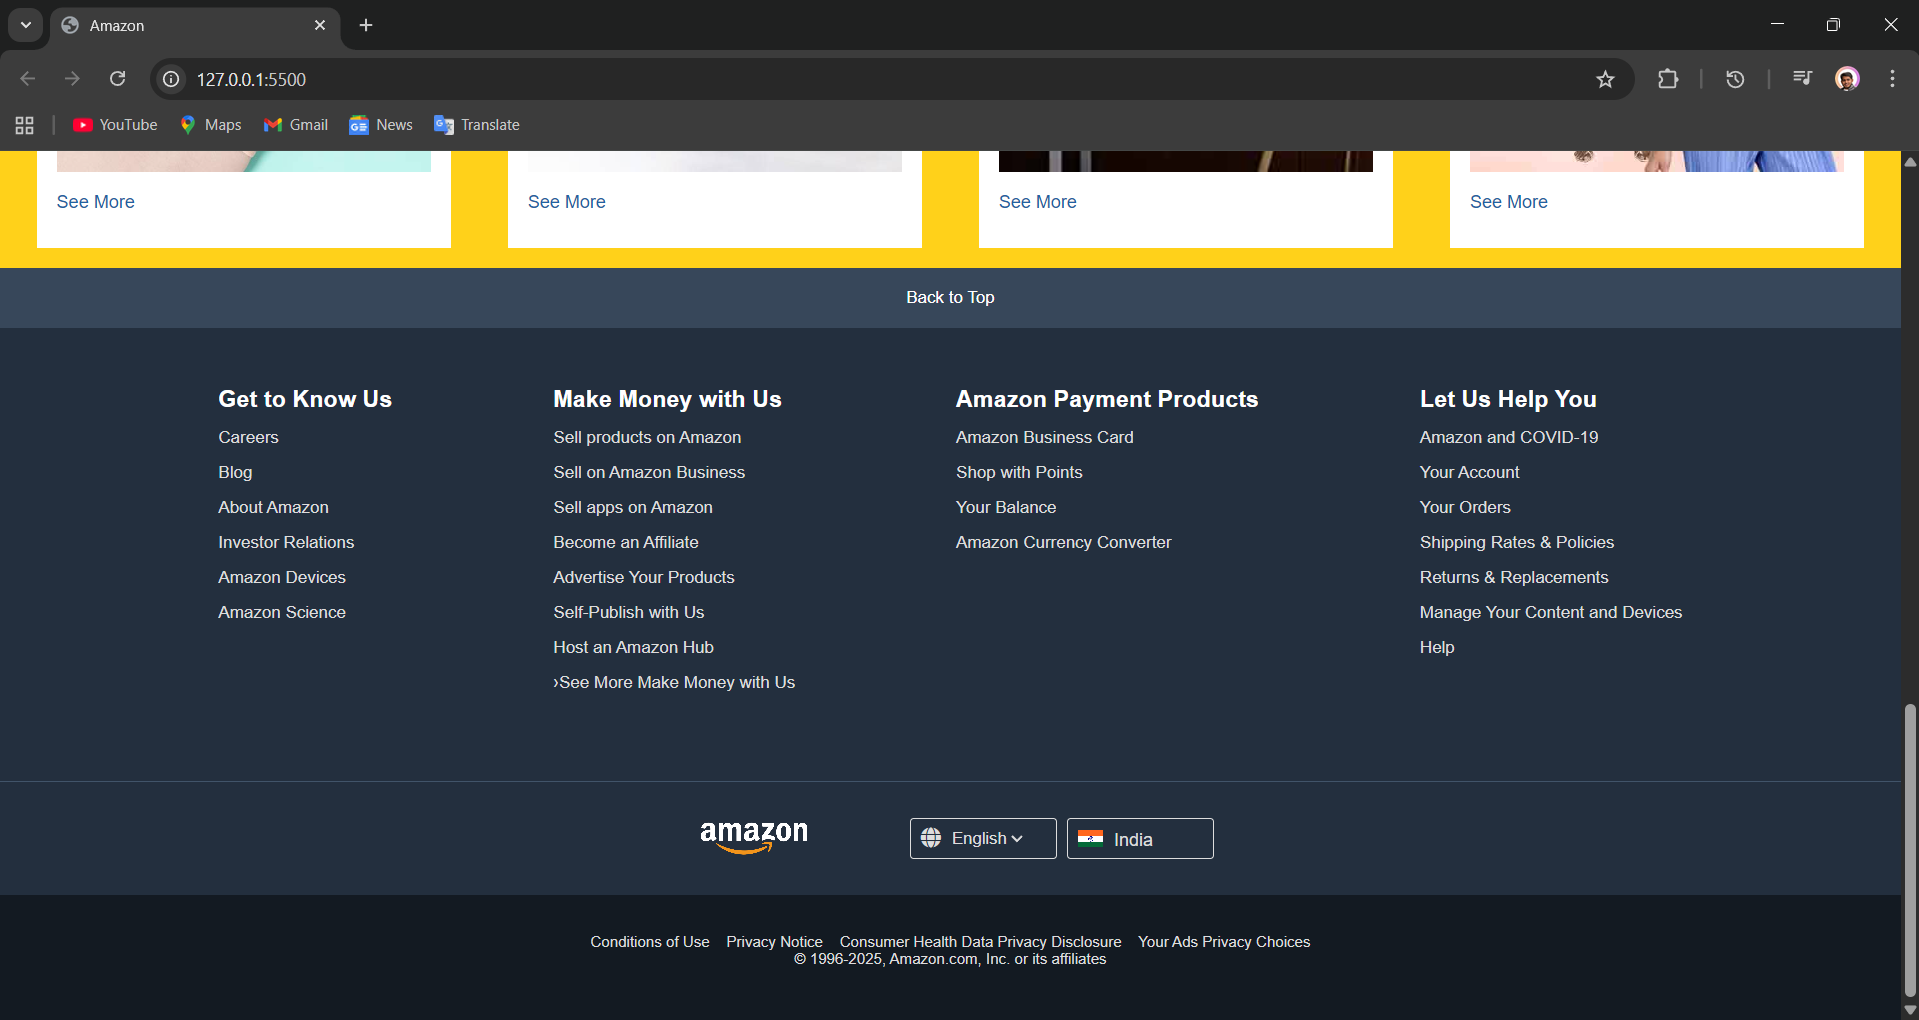 Amazon
127.0.0.1:5500
YouTube Maps Gmail News Translate
See More See More See More See More
Back to Top
Get to Know Us
Careers
Blog
About Amazon
Investor Relations
Amazon Devices
Amazon Science
Make Money with Us
Sell products on Amazon
Sell on Amazon Business
Sell apps on Amazon
Become an Affiliate
Advertise Your Products
Self-Publish with Us
Host an Amazon Hub
›See More Make Money with Us
Amazon Payment Products
Amazon Business Card
Shop with Points
Your Balance
Amazon Currency Converter
Let Us Help You
Amazon and COVID-19
Your Account
Your Orders
Shipping Rates & Policies
Returns & Replacements
Manage Your Content and Devices
Help
amazon English India
Conditions of Use Privacy Notice Consumer Health Data Privacy Disclosure Your Ads Privacy Choices
© 1996-2025, Amazon.com, Inc. or its affiliates